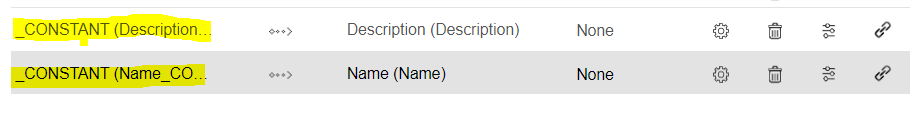 _CONSTANT (Description... Description (Description) None
_CONSTANT (Name_CO... Name (Name) None